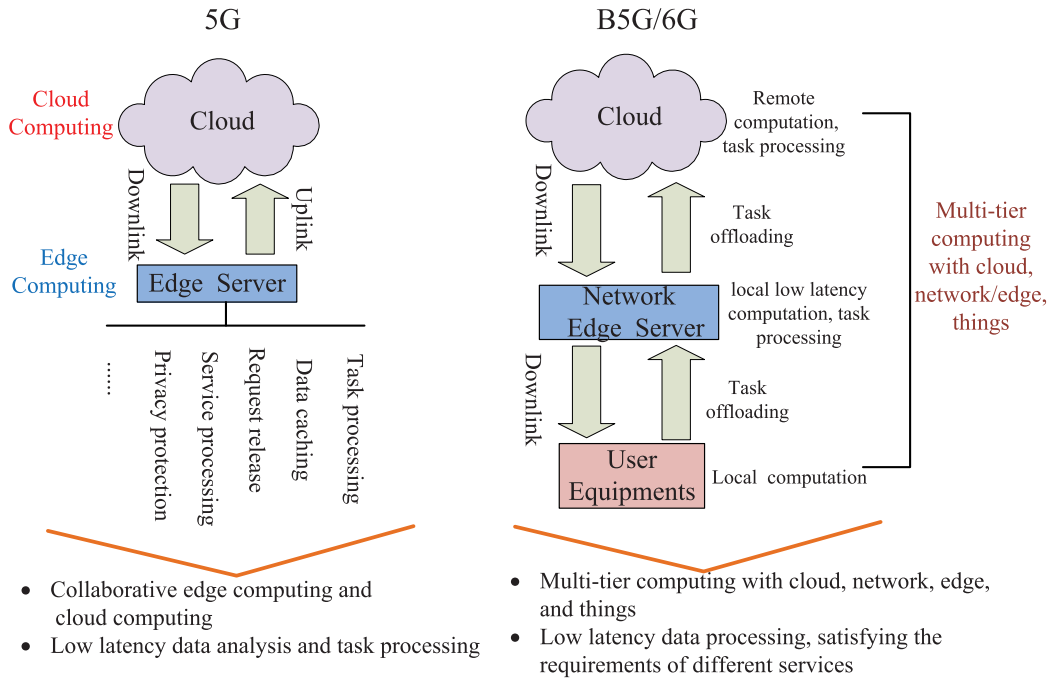 5G
Cloud
Computing
Cloud
Downlink
Uplink
Edge
Computing
Edge Server
......
Privacy protection
Service processing
Request release
Data caching
Task processing
• Collaborative edge computing and
cloud computing
• Low latency data analysis and task processing
B5G/6G
Cloud
Remote
computation,
task processing
Downlink
Task
offloading
Network
Edge Server
local low latency
computation, task
processing
Downlink
Task
offloading
User
Equipments
Local computation
Multi-tier
computing
with cloud,
network/edge,
things
• Multi-tier computing with cloud, network, edge,
and things
• Low latency data processing, satisfying the
requirements of different services